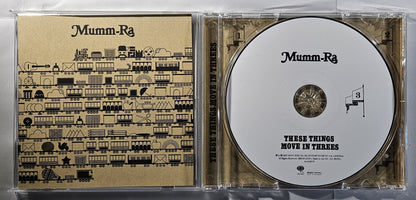 Mumm-Ra
THESE THINGS MOVE IN THREES
Mumm-Ra
3
THESE THINGS
MOVE IN THREES